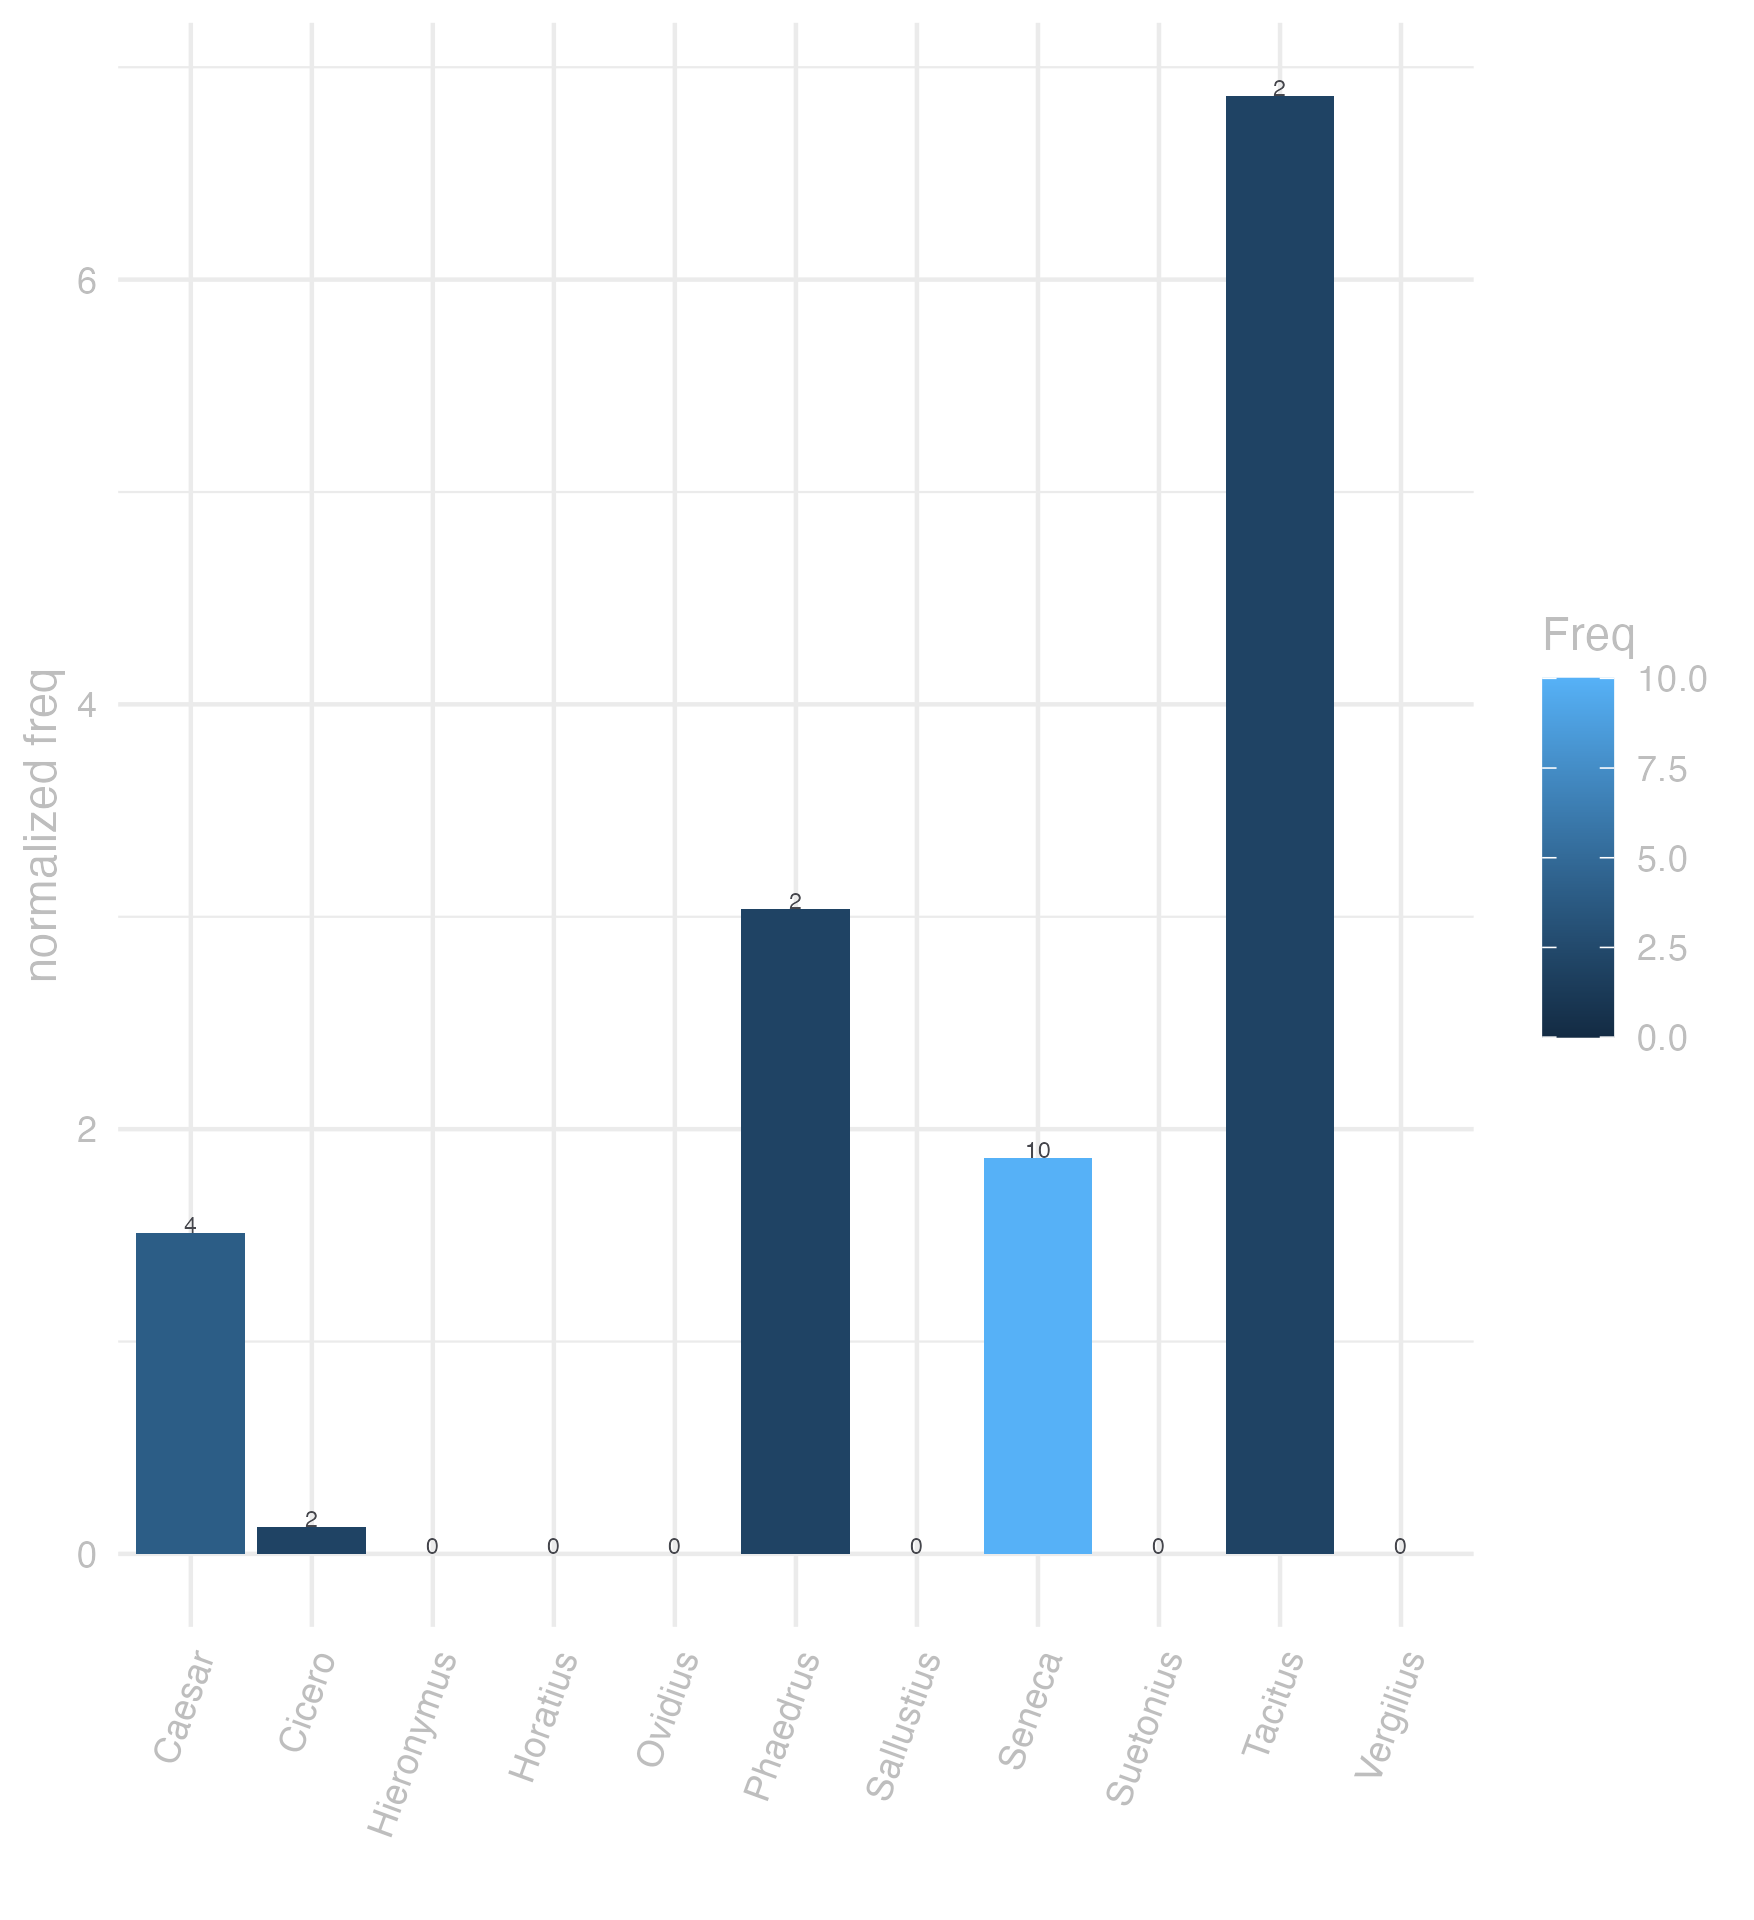 2
6
Freq
10.0
normalized freq
4
7.5
5.0
2
2.5
0.0
2
10
4
2
0 0 0 0 0 0
0
Caesar
Cicero
Hieronymus
Horatius
Ovidius
Phaedrus
Sallustius
Seneca
Suetonius
Tacitus
Vergilius